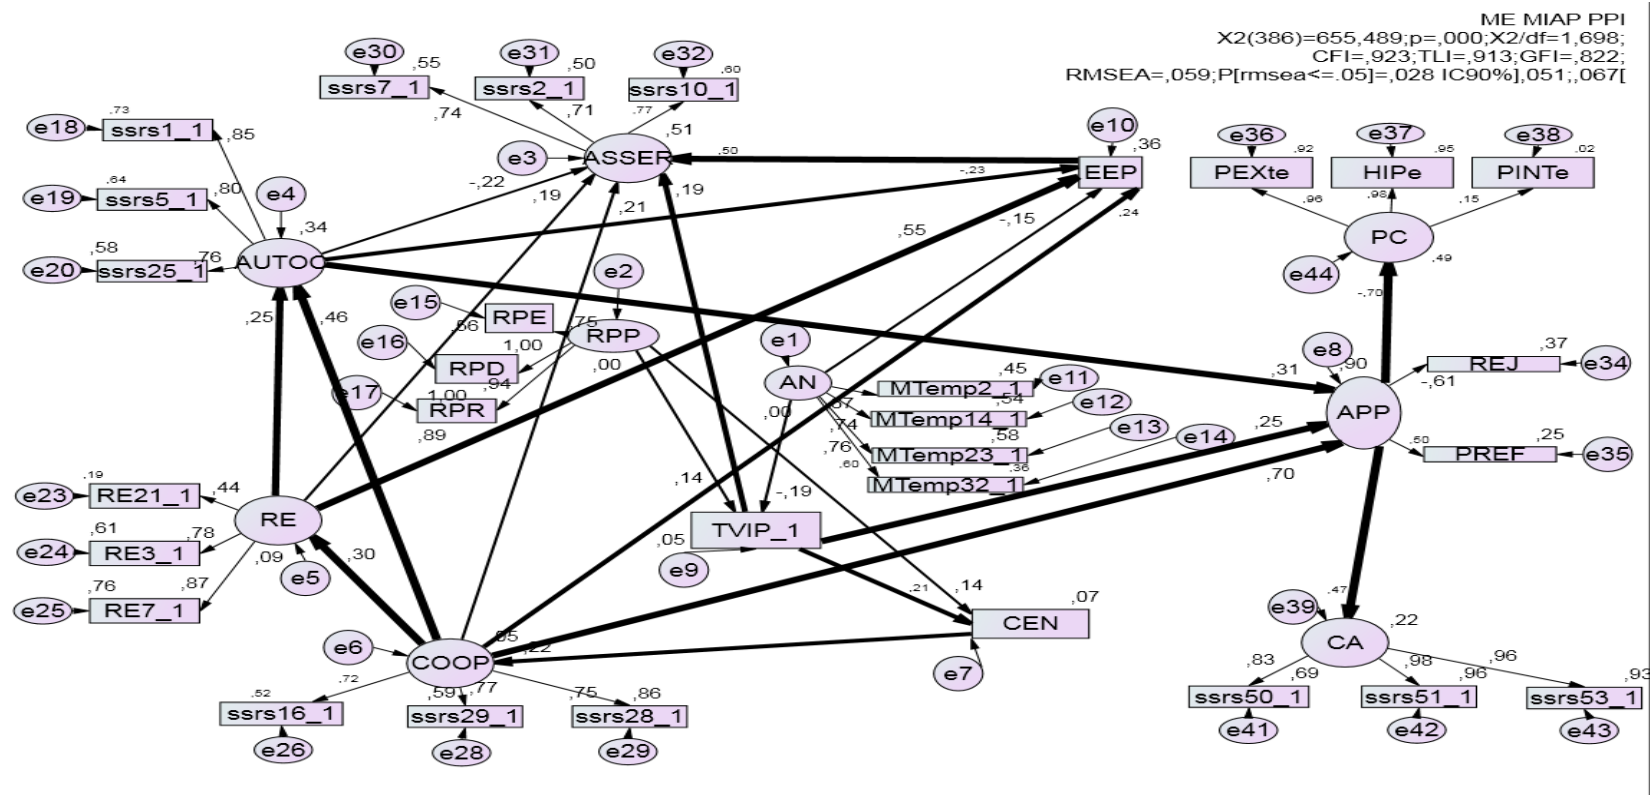 ME MIAP PPI
X2(386)=655,489;p=,000;X2/df=1,698;
CFI=,923;TLI=,913;GFI=,822;
RMSEA=,059;P[rmsea<=.05]=,028 IC90%],051;,067[
e30 e31 e32
,55 ,50 ,60
ssrs7_1 ssrs2_1 ssrs10_1
,74 ,71 ,77
e18 ,73 ssrs1_1 ,85
e3 ASSER ,51
,50
e10 ,36
EEP
e36 e37 e38
,92 ,95 ,02
PEXte HIPe PINTe
,96 ,98 ,15
e19 ,64 ssrs5_1 ,80
e4 ,34
-,22 ,19 ,21 ,19
-,23 -,15 ,24
,55
PC
,49
e44
-,70
e20 ,58 ssrs25_1 ,76
AUTOC
e2
e15 RPE ,56 ,75
RPP
,00
e16 RPD 1,00
1,00
e17 RPR ,94
,89
,25 ,46
e1
AN
,00
,45 MTemp2_1 e11
,67 ,54 MTemp14_1 e12
,74 ,58 MTemp23_1 e13
,76 ,36 MTemp32_1 e14
,60
,31
e8 ,90
APP
,37 REJ e34
-,61
,25 PREF e35
,50
,25
,70
,14 -,19
TVIP_1
,05
e9
e23 ,19 RE21_1 ,44
e24 ,61 RE3_1 ,78
e25 ,76 RE7_1 ,87
RE
,09
e5
,30
,21 ,14
CEN ,07
e7
e6
COOP
,05 ,22
,72 ,77 ,75
,52 ,59 ,86
ssrs16_1 ssrs29_1 ssrs28_1
e26 e28 e29
e39 ,47
CA ,22
,83 ,98 ,96
,69 ,96 ,93
ssrs50_1 ssrs51_1 ssrs53_1
e41 e42 e43